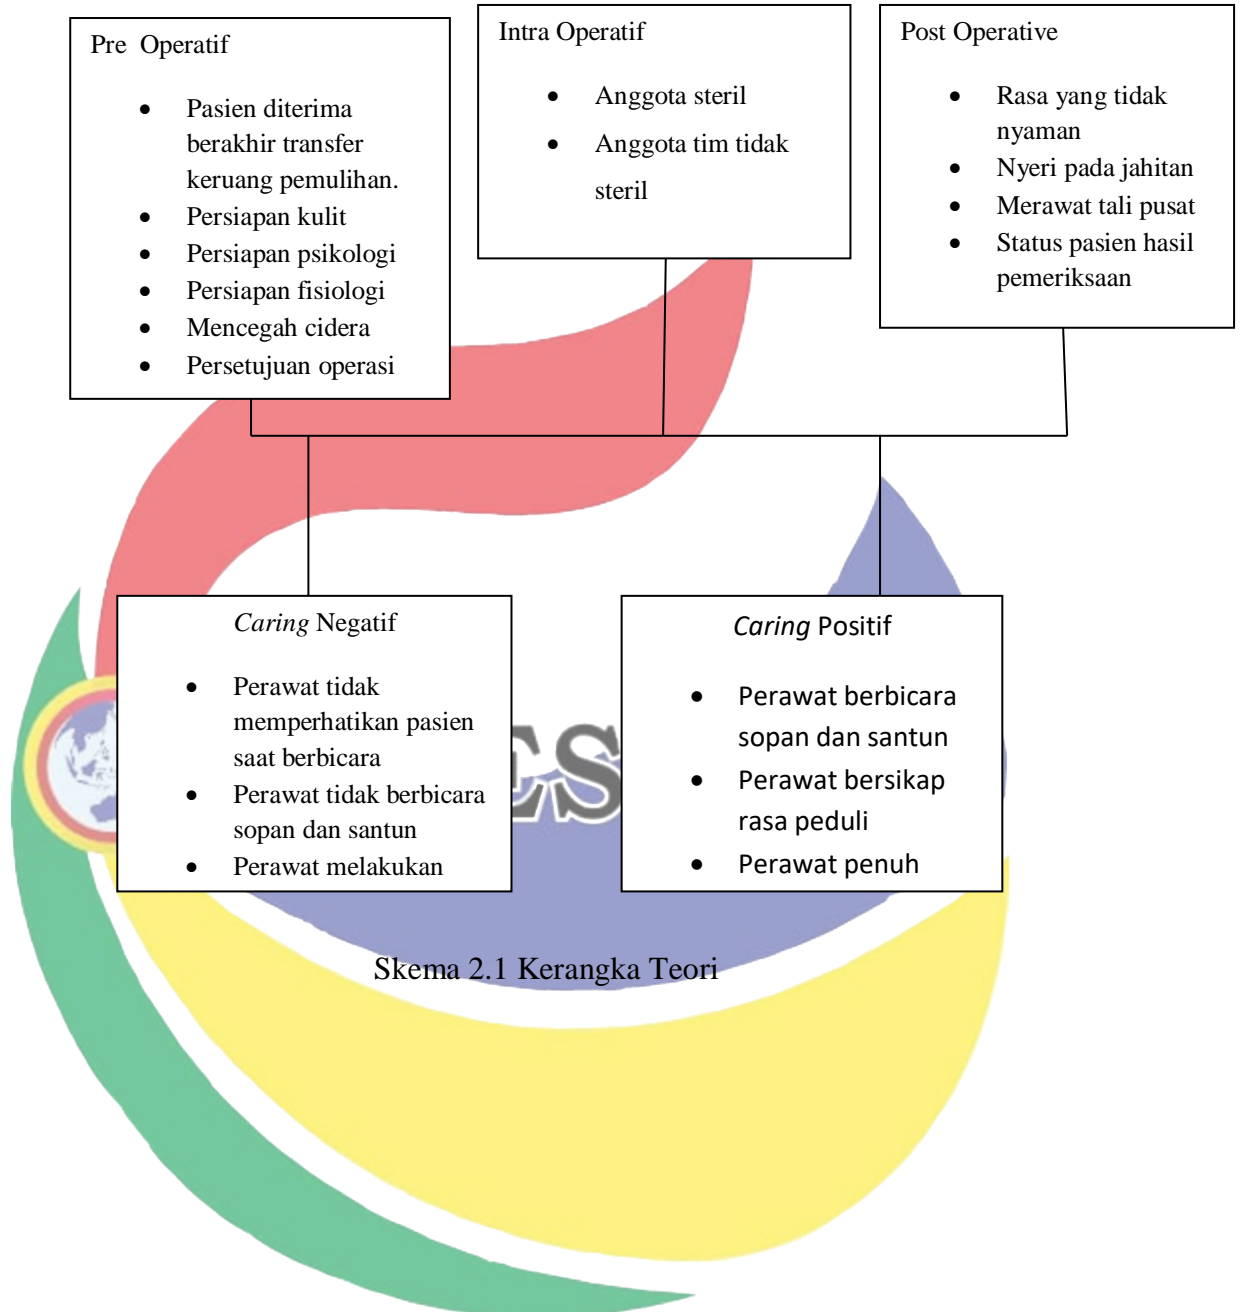 Pre Operatif
• Pasien diterima
berakhir transfer
keruang pemulihan.
• Persiapan kulit
• Persiapan psikologi
• Persiapan fisiologi
• Mencegah cidera
• Persetujuan operasi
Intra Operatif
• Anggota steril
• Anggota tim tidak
steril
Post Operative
• Rasa yang tidak
nyaman
• Nyeri pada jahitan
• Merawat tali pusat
• Status pasien hasil
pemeriksaan
Caring Negatif
• Perawat tidak
memperhatikan pasien
saat berbicara
• Perawat tidak berbicara
sopan dan santun
• Perawat melakukan
ES
Caring Positif
• Perawat berbicara
sopan dan santun
• Perawat bersikap
rasa peduli
• Perawat penuh
Skema 2.1 Kerangka Teori